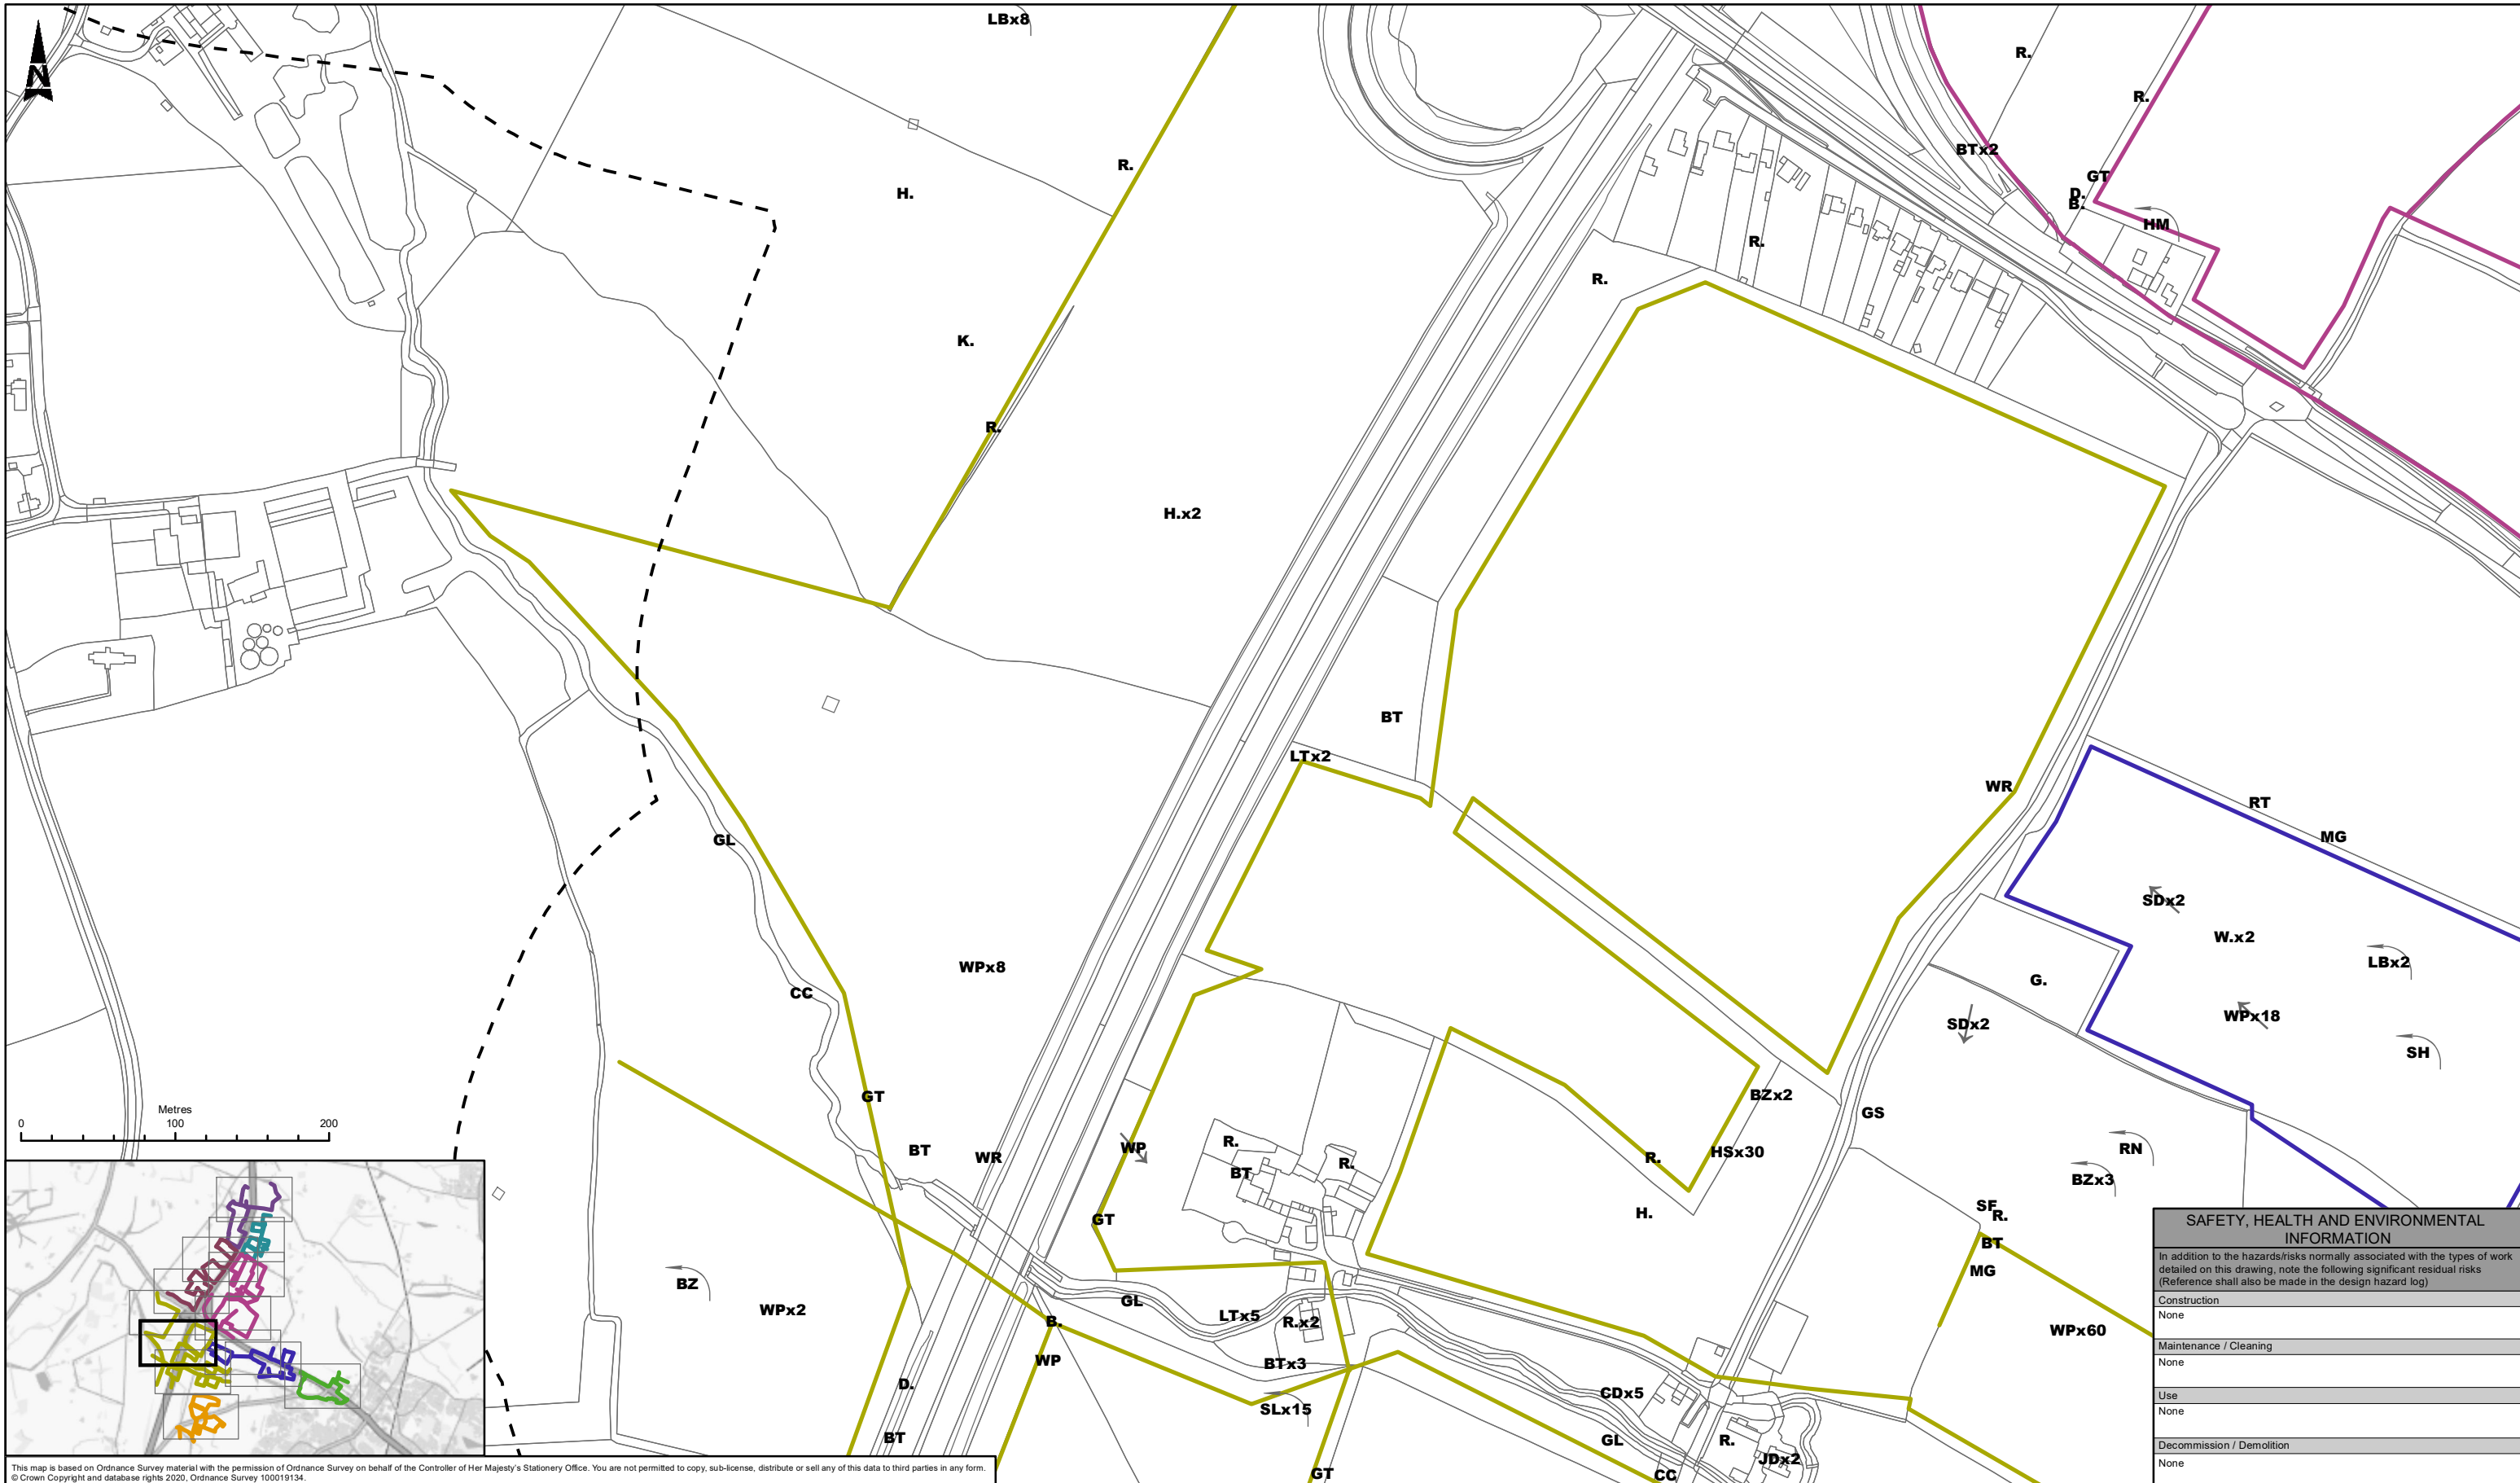 N
LBx8
R.
R.
BTx2
R.
H.
GT
D.
B.
HM
R.
R.
K.
R.
H.x2
BT
LTx2
WR
RT
MG
GL
SDx2
W.x2
LBx2
WPx8
CC
G.
WPx18
SDx2
SH
GT
BZx2
GS
Metres
0 100 200
BT
WR
WP
R.
BT
R.
R.
HSx30
RN
BZx3
GT
H.
SF
R.
BT
MG
BZ
WPx2
GL
LTx5
R.x2
B.
WPx60
WP
BTx3
D.
CDx5
SLx15
BT
GL
R.
JDx2
GT
CC
SAFETY, HEALTH AND ENVIRONMENTAL
INFORMATION
In addition to the hazards/risks normally associated with the types of work
detailed on this drawing, note the following significant residual risks
(Reference shall also be made in the design hazard log)
Construction
None
Maintenance / Cleaning
None
Use
None
Decommission / Demolition
None
This map is based on Ordnance Survey material with the permission of Ordnance Survey on behalf of the Controller of Her Majesty's Stationery Office. You are not permitted to copy, sub-license, distribute or sell any of this data to third parties in any form.
© Crown Copyright and database rights 2020, Ordnance Survey 100019134.